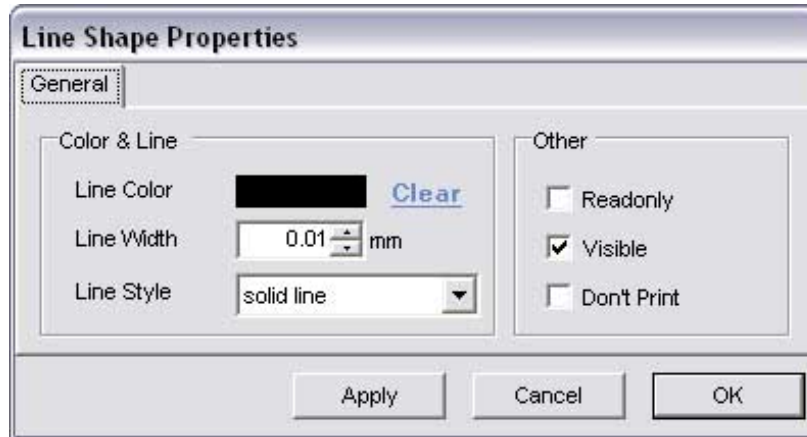 Line Shape Properties
General
Color & Line
Line Color Clear
Line Width 0.01 mm
Line Style solid line
Other
Readonly
Visible
Don't Print
Apply Cancel OK